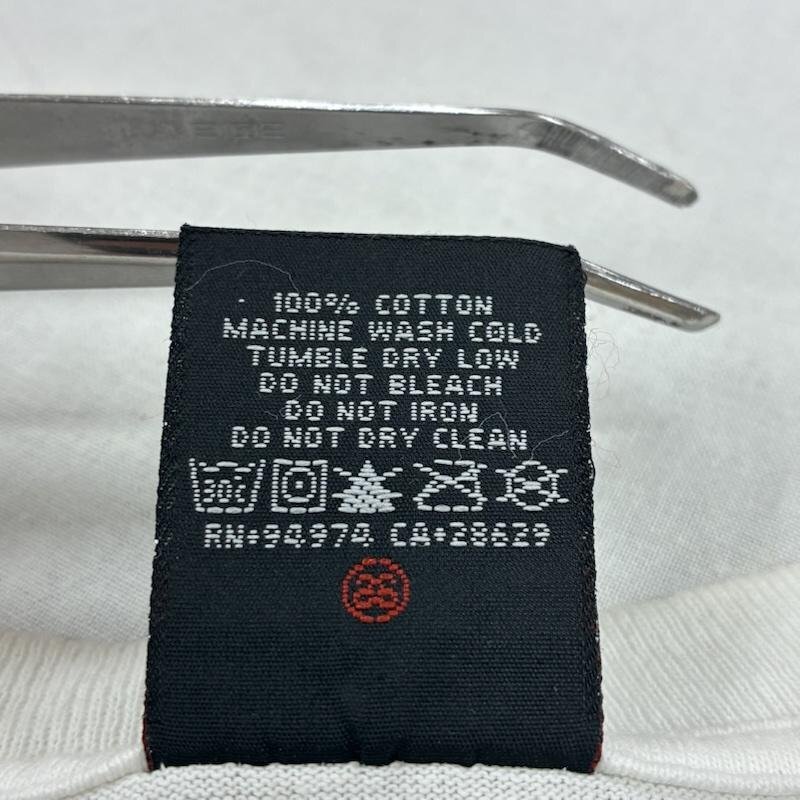 100% COTTON
MACHINE WASH COLD
TUMBLE DRY LOW
DO NOT BLEACH
DO NOT IRON
DO NOT DRY CLEAN
30c
RN+94974 CA+28629